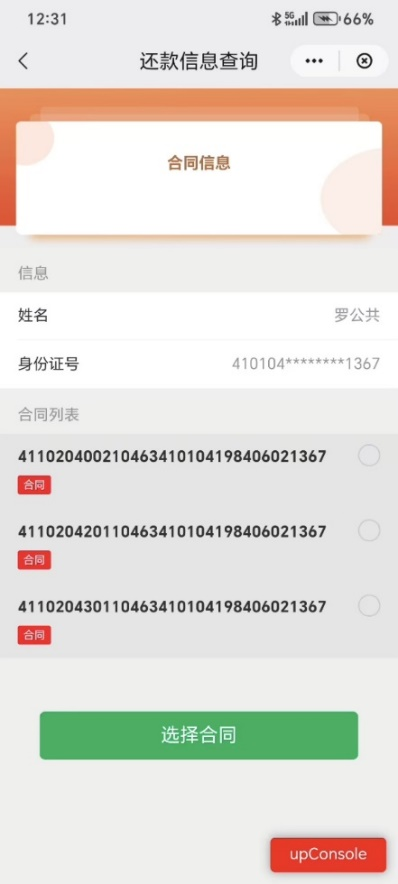 12:31
5G 66%
还款信息查询
合同信息
信息
姓名 罗公共
身份证号 410104********1367
合同列表
411020400210463410104198406021367
合同
411020420110463410104198406021367
合同
411020430110463410104198406021367
合同
选择合同
upConsole